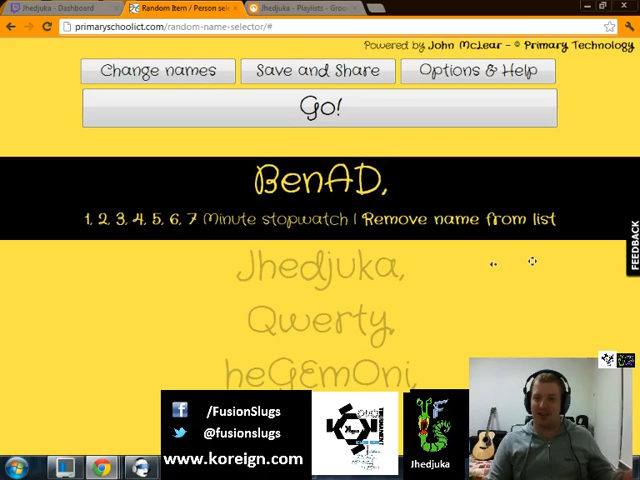 Jhedjuka - Dashboard
Random Item / Person sele
Jhedjuka - Playlists - Groo
primaryschoolict.com/random-name-selector/#
Powered by John McLear - © Primary Technology
Change names
Save and Share
Options & Help
Go!
BenAD,
1, 2, 3, 4, 5, 6, 7 Minute stopwatch | Remove name from list
FEEDBACK
Jhedjuka,
Qwerty,
heGEmOni,
/FusionSlugs
@fusionslugs
www.koreign.com
Jhedjuka